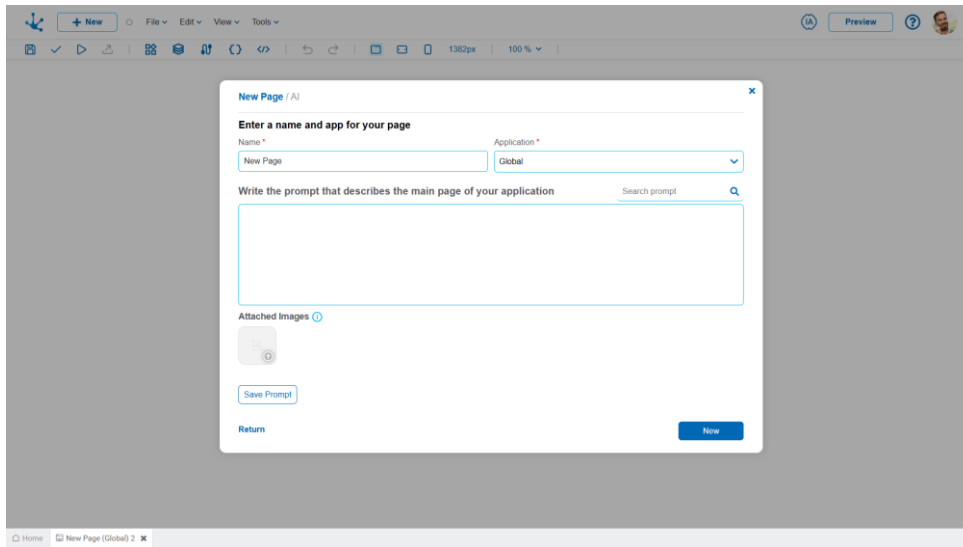 + New File Edit View Tools IA Preview ?
1382px 100 %
New Page / AI
Enter a name and app for your page
Name * Application *
New Page Global
Write the prompt that describes the main page of your application Search prompt
Attached Images
Save Prompt
Return New
Home New Page (Global) 2